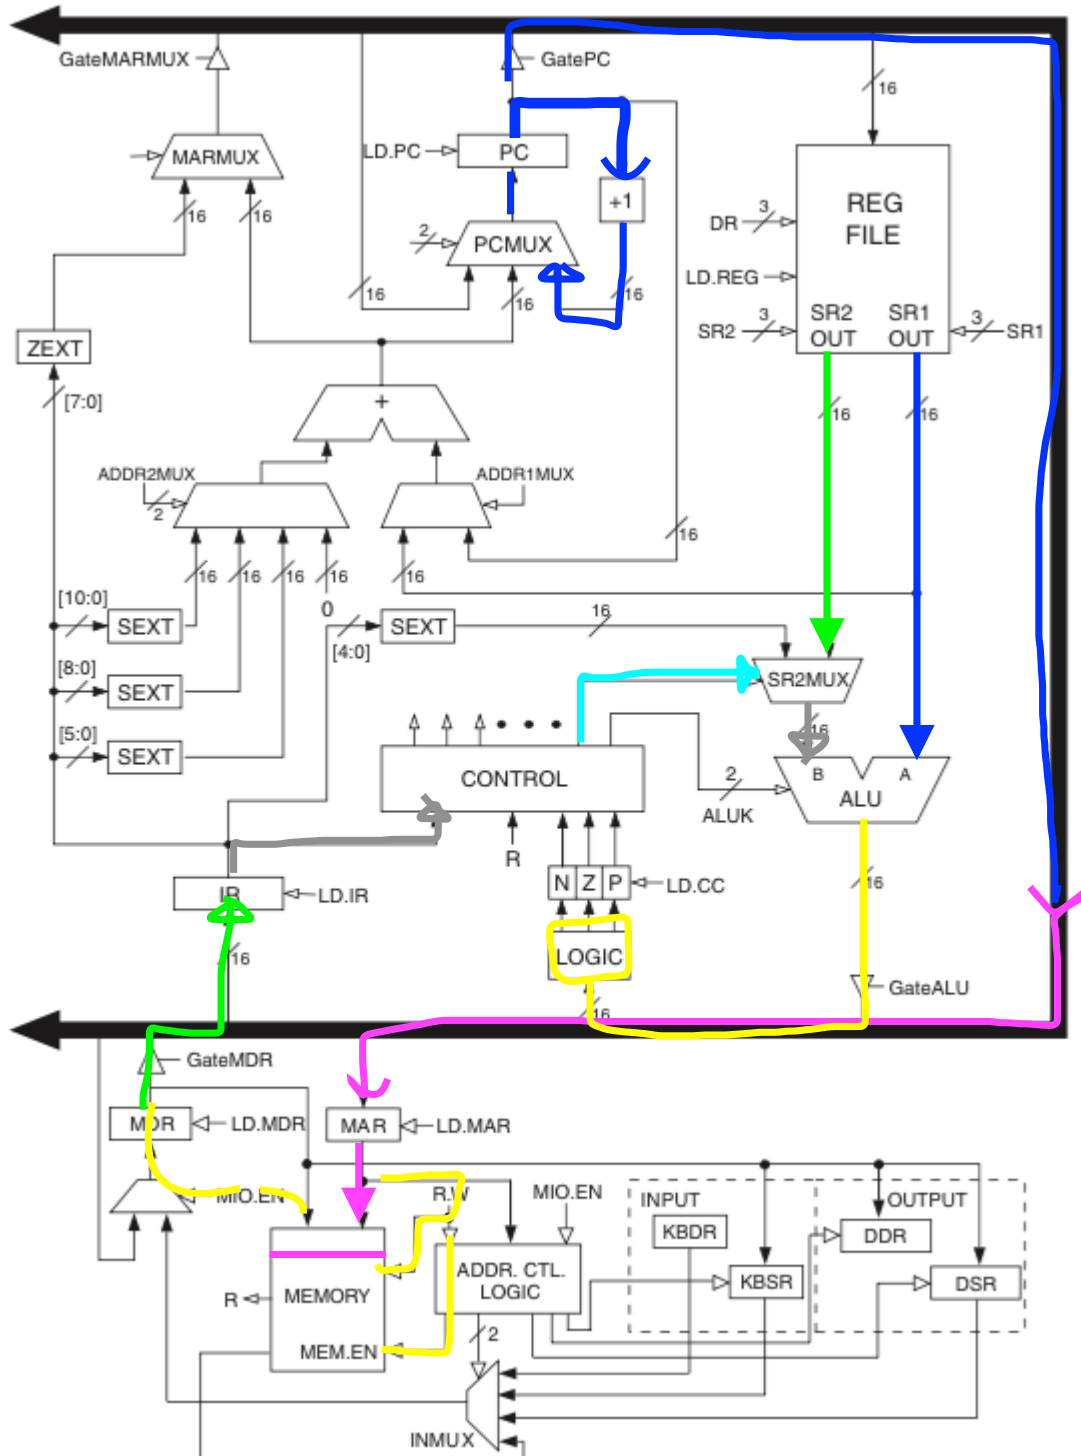 GateMARMUX
GatePC
16
MARMUX
LD.PC
PC
+1
REG
FILE
16
16
2
PCMUX
DR
3
LD.REG
16
16
16
SR2
3
SR2
OUT
SR1
OUT
3
SR1
ZEXT
[7:0]
+
16
16
ADDR2MUX
2
ADDR1MUX
16
16
16
16
16
16
[10:0]
SEXT
0
[4:0]
SEXT
16
[8:0]
SEXT
SR2MUX
[5:0]
SEXT
16
CONTROL
B
A
ALU
2
ALUK
R
IR
LD.IR
N Z P
LD.CC
16
16
LOGIC
GateALU
16
GateMDR
MDR
LD.MDR
MAR
LD.MAR
MIO.EN
R.W
MIO.EN
INPUT
OUTPUT
KBDR
DDR
ADDR. CTL.
LOGIC
KBSR
DSR
R
MEMORY
2
MEM.EN
INMUX